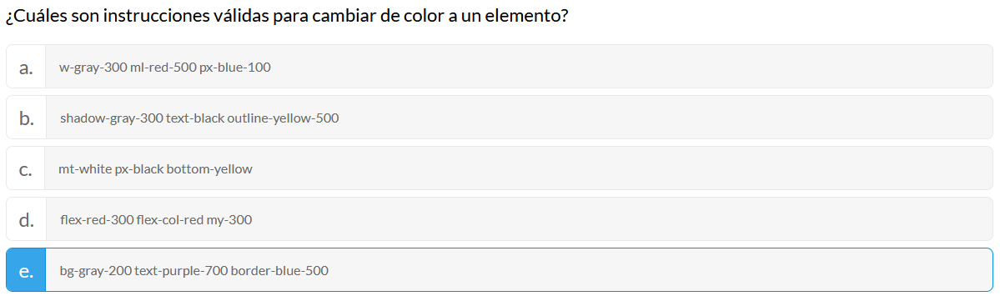 ¿Cuáles son instrucciones válidas para cambiar de color a un elemento?
a. w-gray-300 ml-red-500 px-blue-100
b. shadow-gray-300 text-black outline-yellow-500
c. mt-white px-black bottom-yellow
d. flex-red-300 flex-col-red my-300
e. bg-gray-200 text-purple-700 border-blue-500